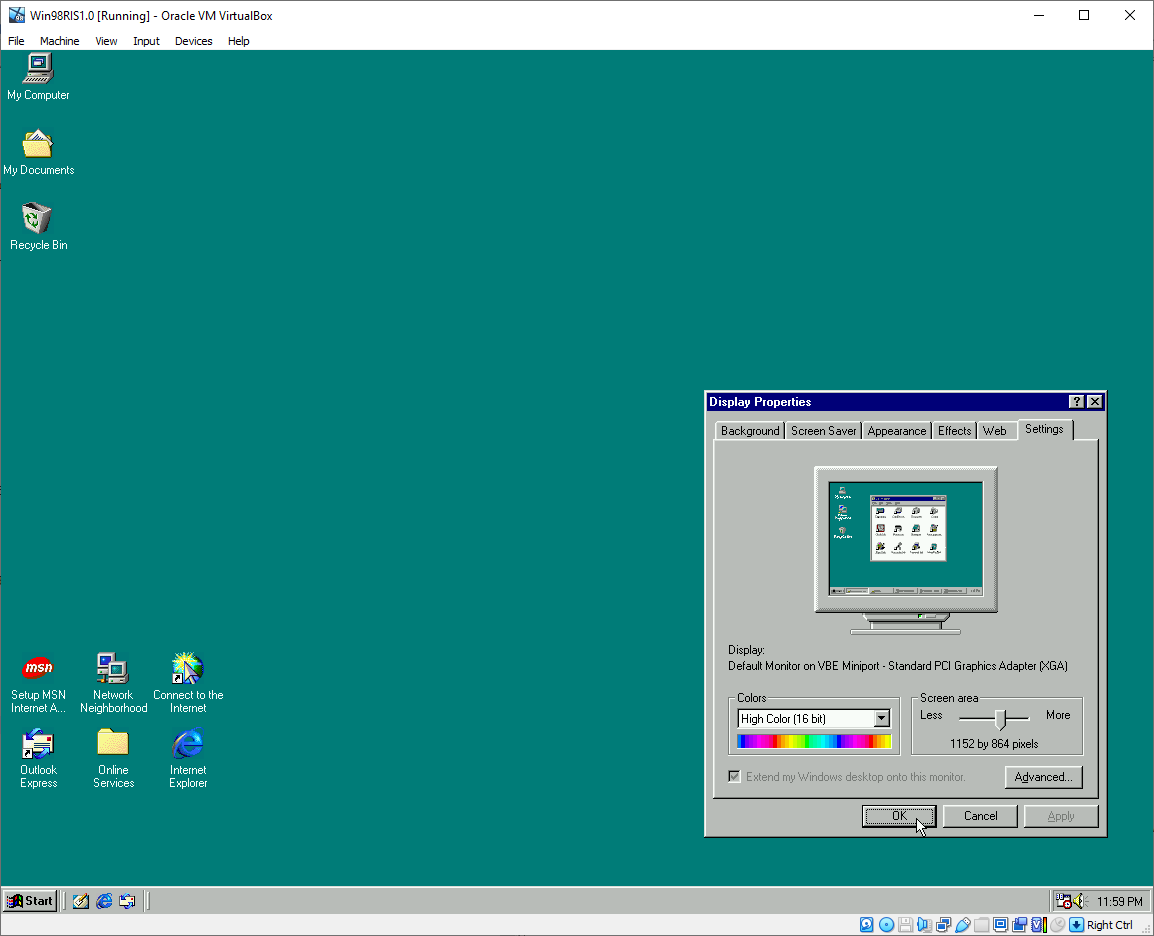 Win98RIS1.0 [Running] - Oracle VM VirtualBox
File Machine View Input Devices Help
My Computer
My Documents
Recycle Bin
Display Properties
Background Screen Saver Appearance Effects Web Settings
Display:
Default Monitor on VBE Miniport - Standard PCI Graphics Adapter (XGA)
Colors
High Color (16 bit)
Screen area
Less More
1152 by 864 pixels
Extend my Windows desktop onto this monitor.
Advanced...
OK Cancel Apply
msn
Setup MSN
Internet A...
Network
Neighborhood
Connect to the
Internet
Outlook
Express
Online
Services
Internet
Explorer
Start
11:59 PM
Right Ctrl